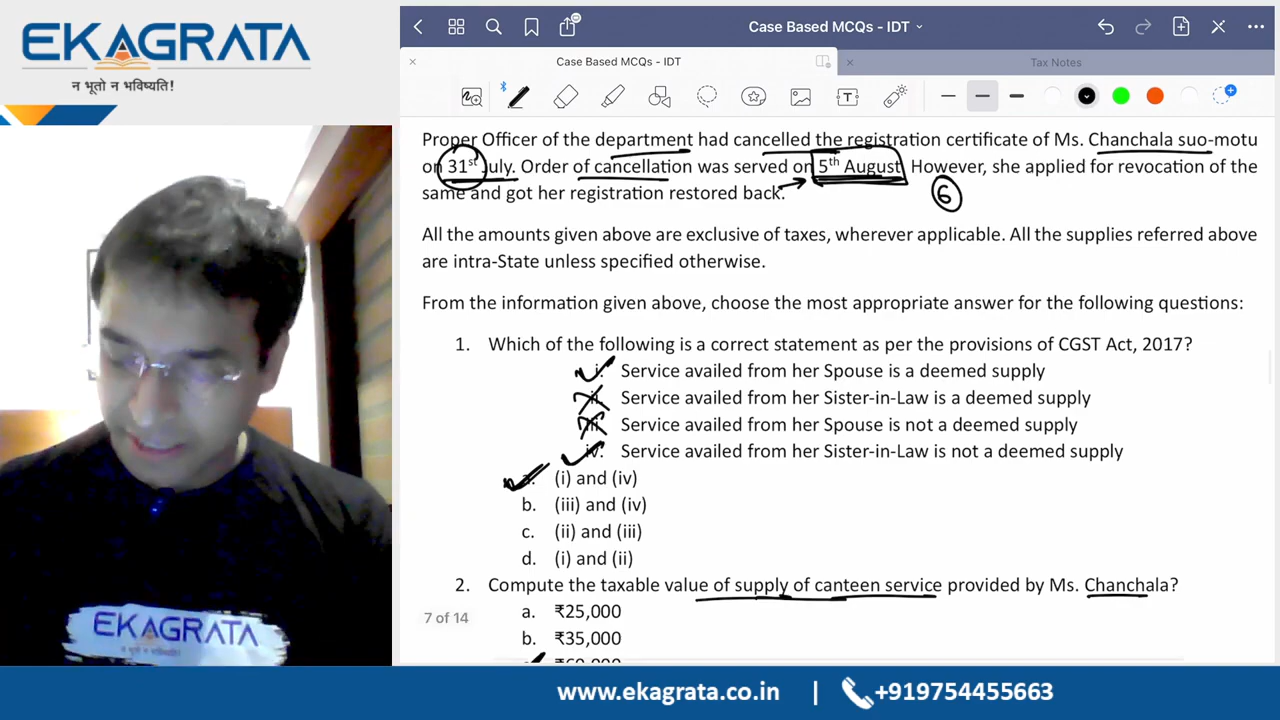 EKAGRATA
न भूतो न भविष्यति!
Case Based MCQs - IDT
Case Based MCQs - IDT
Tax Notes
Proper Officer of the department had cancelled the registration certificate of Ms. Chanchala suo-motu
on 31st July. Order of cancellation was served on 5th August. However, she applied for revocation of the
same and got her registration restored back.
6
All the amounts given above are exclusive of taxes, wherever applicable. All the supplies referred above
are intra-State unless specified otherwise.
From the information given above, choose the most appropriate answer for the following questions:
1. Which of the following is a correct statement as per the provisions of CGST Act, 2017?
i. Service availed from her Spouse is a deemed supply
ii. Service availed from her Sister-in-Law is a deemed supply
iii. Service availed from her Spouse is not a deemed supply
iv. Service availed from her Sister-in-Law is not a deemed supply
a. (i) and (iv)
b. (iii) and (iv)
c. (ii) and (iii)
d. (i) and (ii)
2. Compute the taxable value of supply of canteen service provided by Ms. Chanchala?
a. ₹25,000
b. ₹35,000
7 of 14
EKAGRATA
www.ekagrata.co.in | +919754455663